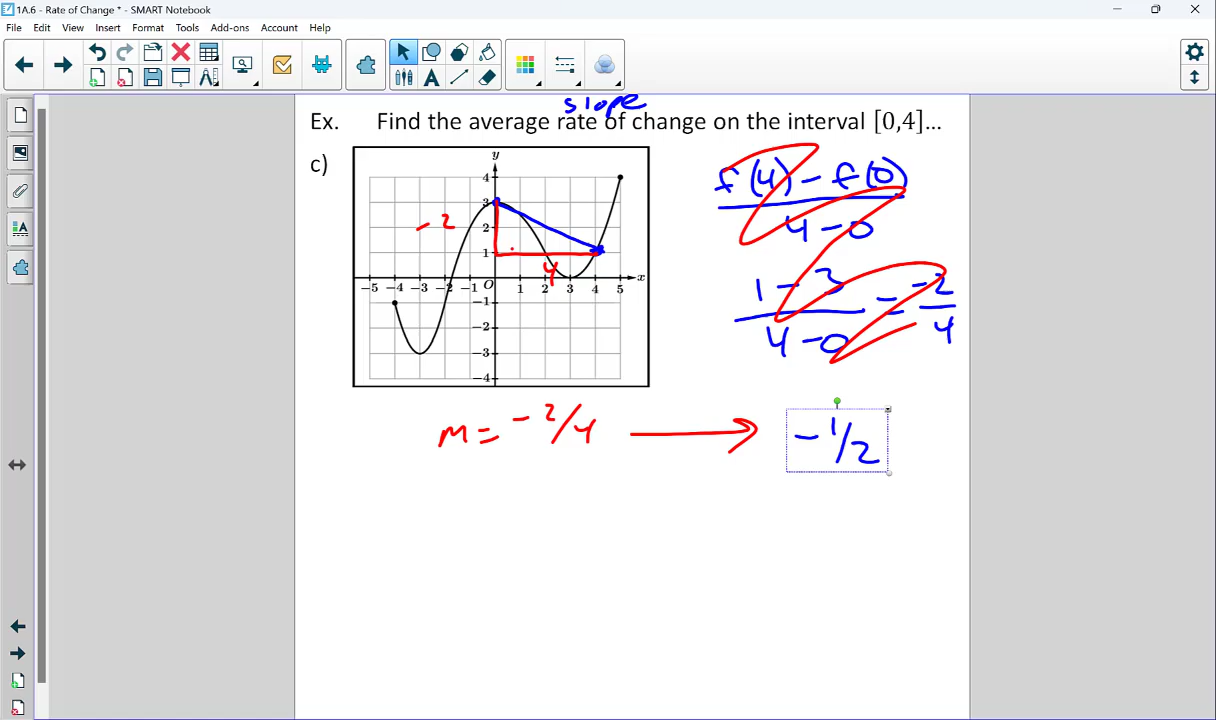 1A.6 - Rate of Change * - SMART Notebook
File Edit View Insert Format Tools Add-ons Account Help
slope
Ex. Find the average rate of change on the interval [0,4]...
c)
y
4
3
2
1
-5 -4 -3 -2 -1 O 1 2 3 4 5 x
-1
-2
-3
-4
-2
4
f(4) - f(0)
4 - 0
1 - 3 = -2
4 - 0 4
m = -2/4
-1/2